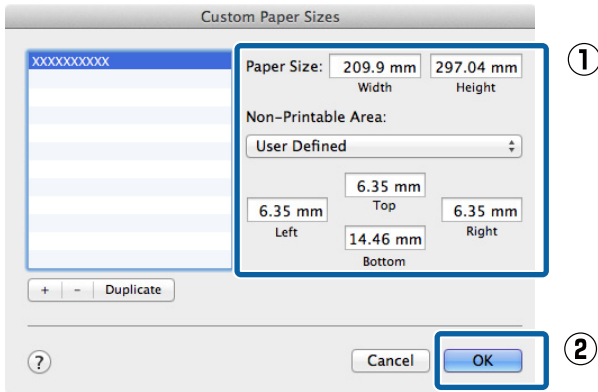 Custom Paper Sizes
XXXXXXXXXX
Paper Size: 209.9 mm 297.04 mm
Width Height
Non-Printable Area:
User Defined
6.35 mm
Top
6.35 mm 6.35 mm
Left Right
14.46 mm
Bottom
+ - Duplicate
? Cancel OK
①
②